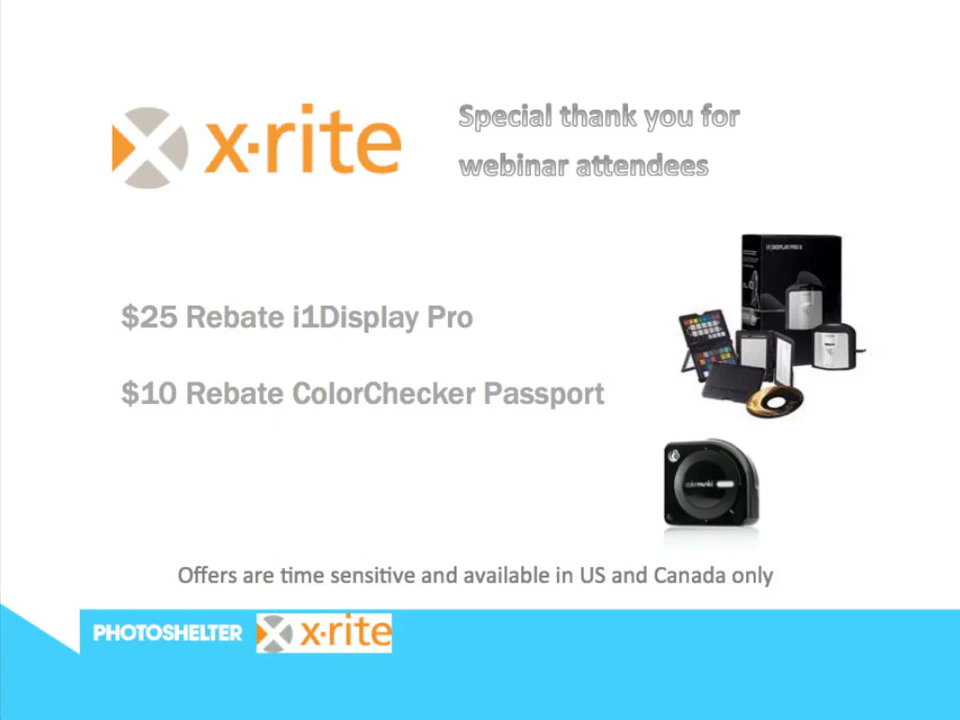 x·rite
Special thank you for
webinar attendees
$25 Rebate i1Display Pro
$10 Rebate ColorChecker Passport
Offers are time sensitive and available in US and Canada only
PHOTOSHELTER
x·rite